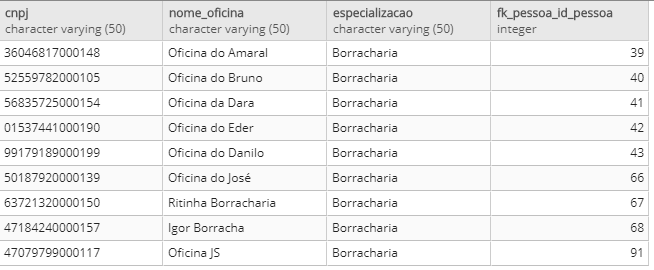 cnpj nome_oficina especializacao fk_pessoa_id_pessoa
character varying (50) character varying (50) character varying (50) integer
36046817000148 Oficina do Amaral Borracharia 39
52559782000105 Oficina do Bruno Borracharia 40
56835725000154 Oficina da Dara Borracharia 41
01537441000190 Oficina do Eder Borracharia 42
99179189000199 Oficina do Danilo Borracharia 43
50187920000139 Oficina do José Borracharia 66
63721320000150 Ritinha Borracharia Borracharia 67
47184240000157 Igor Borracha Borracharia 68
47079799000117 Oficina JS Borracharia 91